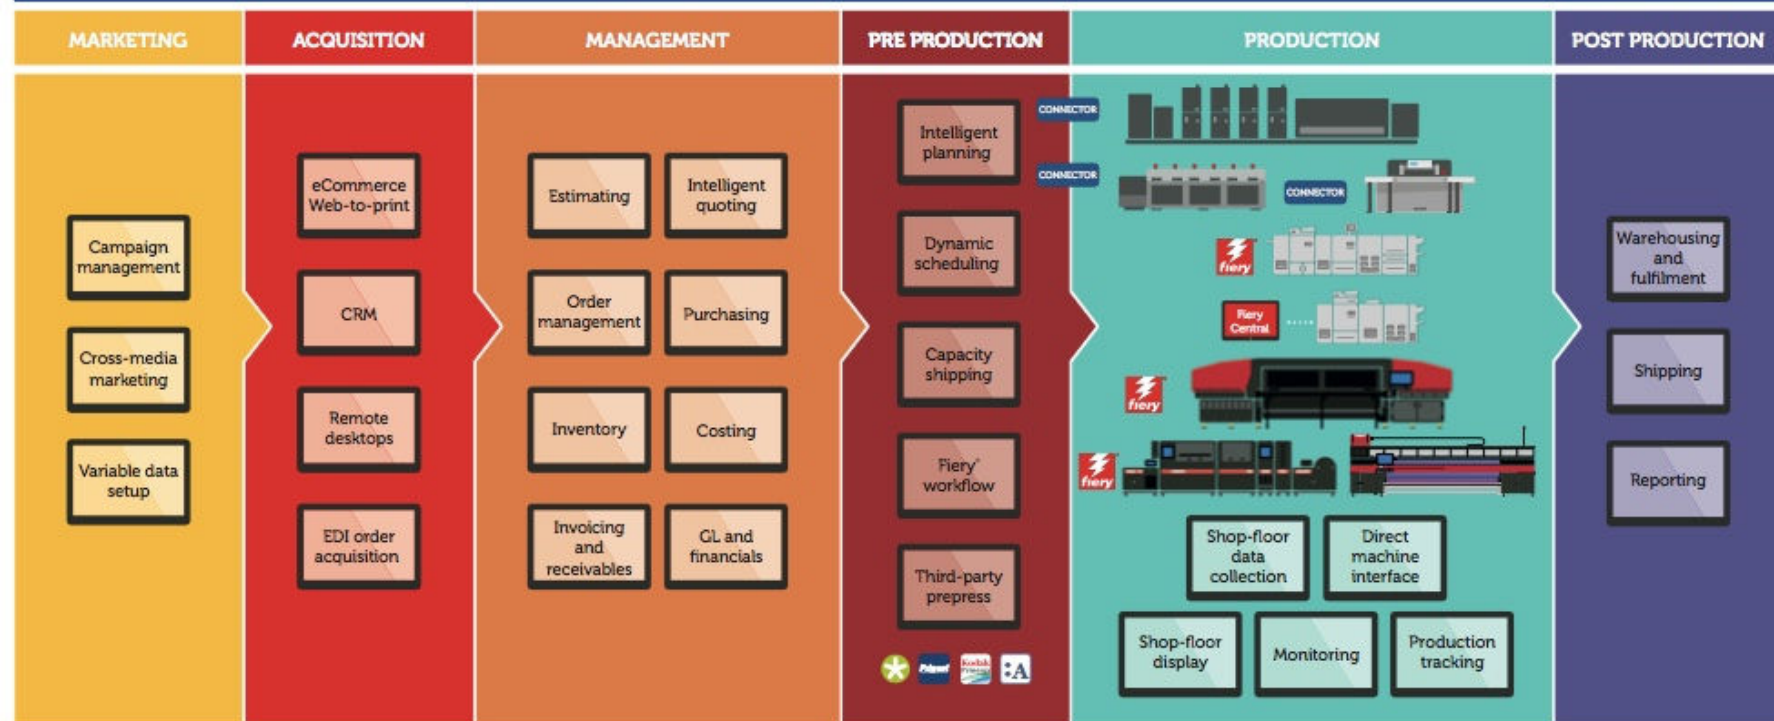 MARKETING
ACQUISITION
MANAGEMENT
PRE PRODUCTION
PRODUCTION
POST PRODUCTION
Campaign
management
Cross-media
marketing
Variable data
setup
eCommerce
Web-to-print
CRM
Remote
desktops
EDI order
acquisition
Estimating
Intelligent
quoting
Order
management
Purchasing
Inventory
Costing
Invoicing
and
receivables
GL and
financials
Intelligent
planning
Dynamic
scheduling
Capacity
shipping
Fiery®
workflow
Third-party
prepress
Kodak
:A
CONNECTOR
CONNECTOR
CONNECTOR
fiery
Fiery
Central
fiery
fiery
Shop-floor
data
collection
Direct
machine
interface
Shop-floor
display
Monitoring
Production
tracking
Warehousing
and
fulfilment
Shipping
Reporting